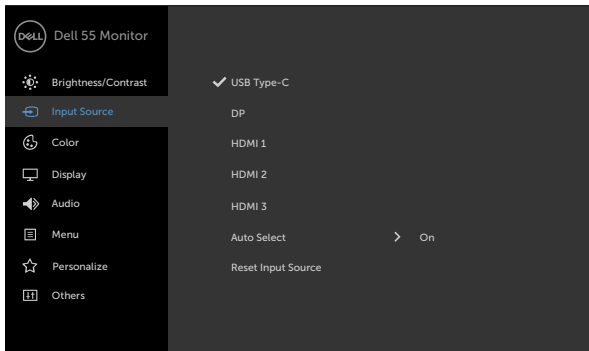 DELL Dell 55 Monitor
Brightness/Contrast
USB Type-C
Input Source
DP
Color
HDMI 1
Display
HDMI 2
Audio
HDMI 3
Menu
Auto Select On
Personalize
Reset Input Source
Others